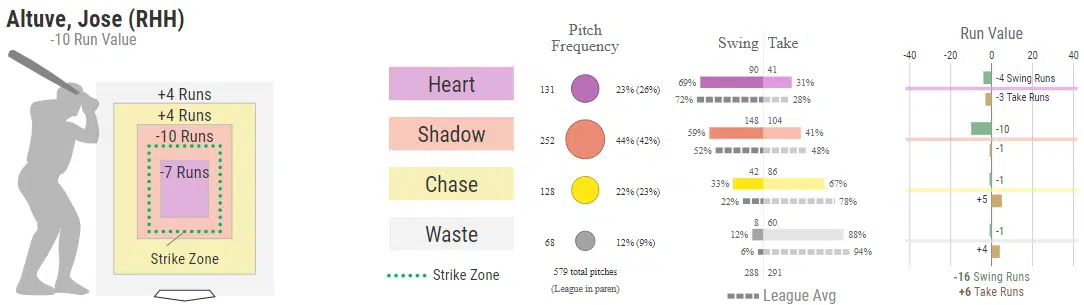 Altuve, Jose (RHH)
-10 Run Value
+4 Runs
+4 Runs
-10 Runs
-7 Runs
Strike Zone
Heart
Shadow
Chase
Waste
Strike Zone
Pitch
Frequency
131 23% (26%)
252 44% (42%)
128 22% (23%)
68 12% (9%)
579 total pitches
(League in paren)
Swing Take
90 41
69% 31%
72% 28%
148 104
59% 41%
52% 48%
42 86
33% 67%
22% 78%
8 60
12% 88%
6% 94%
288 291
League Avg
Run Value
-40 -20 0 20 40
-4 Swing Runs
-3 Take Runs
-10
-1
-1
+5
-1
+4
-16 Swing Runs
+6 Take Runs